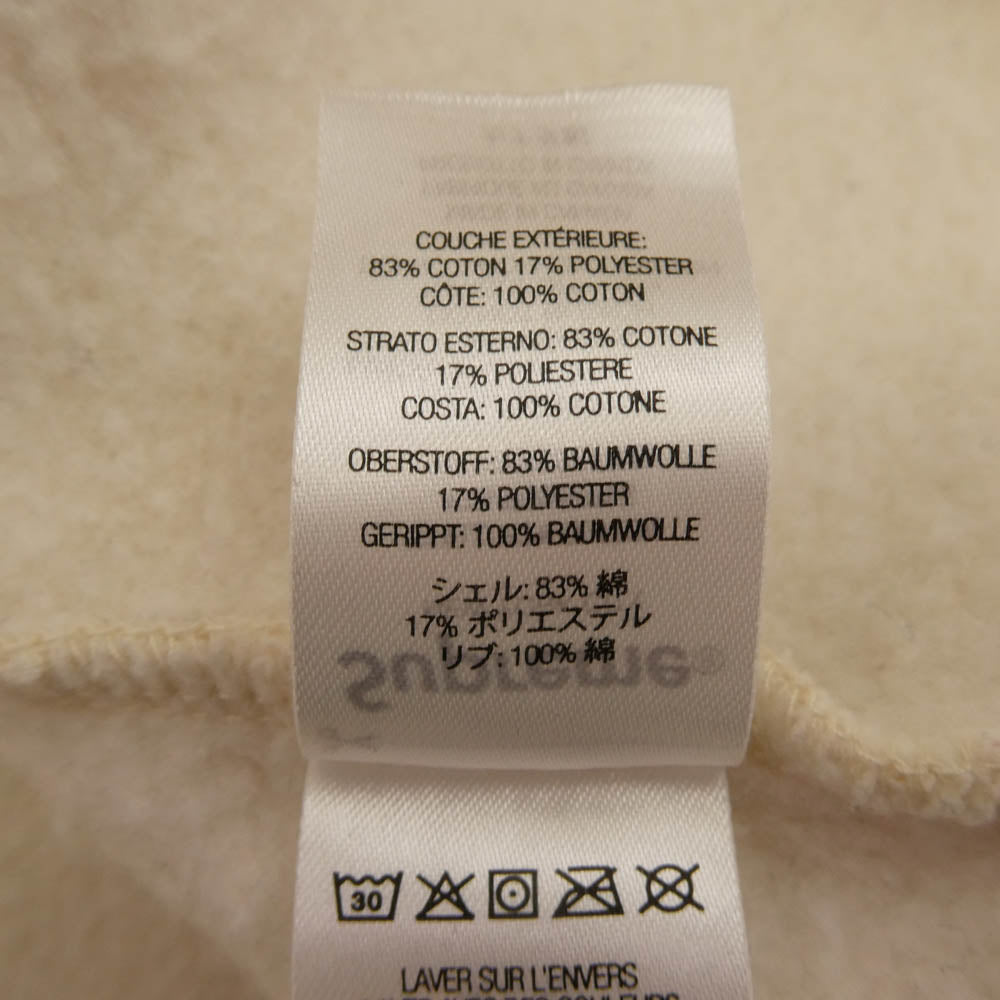 COUCHE EXTÉRIEURE:
83% COTON 17% POLYESTER
CÔTE: 100% COTON
STRATO ESTERNO: 83% COTONE
17% POLIESTERE
COSTA: 100% COTONE
OBERSTOFF: 83% BAUMWOLLE
17% POLYESTER
GERIPPT: 100% BAUMWOLLE
シェル: 83% 綿
17% ポリエステル
リブ: 100% 綿
Supreme
30
LAVER SUR L'ENVERS